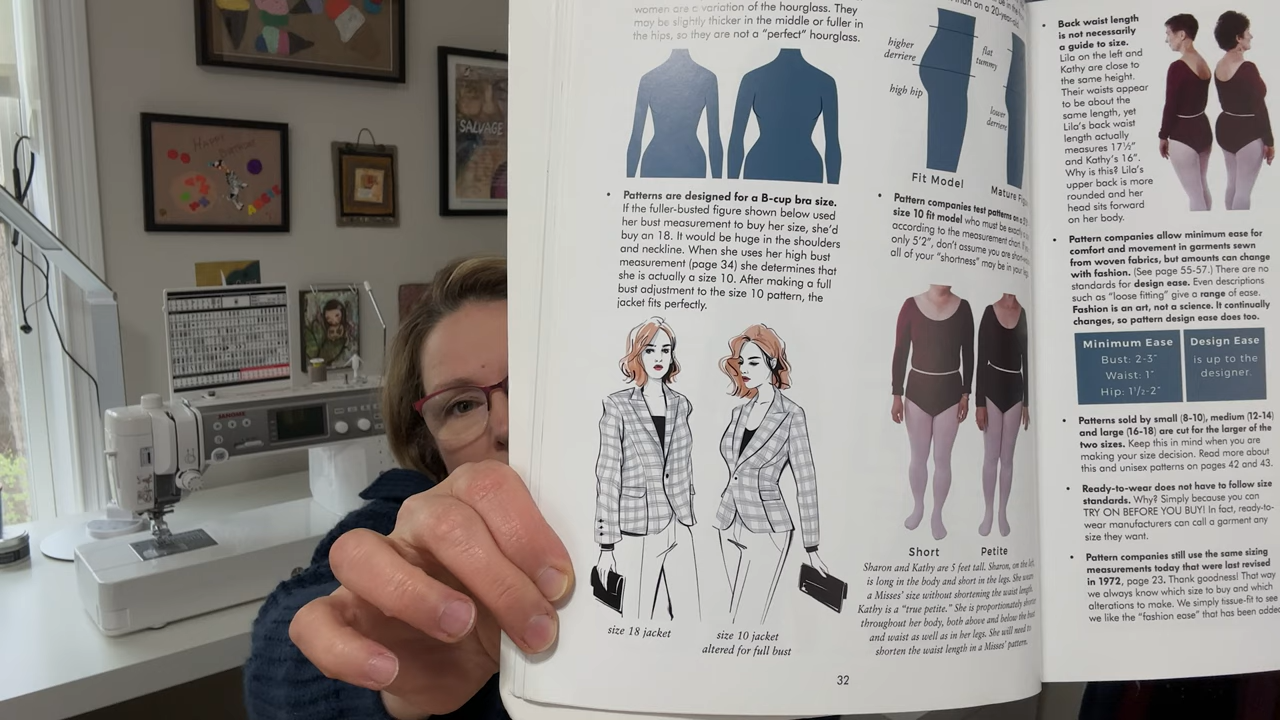 women are a variation of the hourglass. They
may be slightly thicker in the middle or fuller in
the hips, so they are not a “perfect” hourglass.
• Patterns are designed for a B-cup bra size.
If the fuller-busted figure shown below used
her bust measurement to buy her size, she’d
buy an 18. It would be huge in the shoulders
and neckline. When she uses her high bust
measurement (page 34) she determines that
she is actually a size 10. After making a full
bust adjustment to the size 10 pattern, the
jacket fits perfectly.
size 18 jacket
size 10 jacket
altered for full bust
than on a 20-year-old.
higher
derriere
high hip
flat
tummy
lower
derriere
Fit Model
Mature
Pattern companies test patterns on a
size 10 fit model who must be
according to the measurement chart.
only 5’2”, don’t assume you are
all of your “shortness” may be in your
Short
Petite
Sharon and Kathy are 5 feet tall. Sharon, on the
is long in the body and short in the legs. She
a Misses’ size without shortening the waist length.
Kathy is a “true petite.” She is proportionately
throughout her body, both above and below the
and waist as well as in her legs. She will need to
shorten the waist length in a Misses’ pattern.
32
• Back waist length
is not necessarily
a guide to size.
Lila on the left and
Kathy are close to
the same height.
Their waists appear
to be about the
same length, yet
Lila’s back waist
length actually
measures 17½”
and Kathy’s 16”.
Why is this? Lila’s
upper back is more
rounded and her
head sits forward
on her body.
• Pattern companies allow minimum ease for
comfort and movement in garments sewn
from woven fabrics, but amounts can change
with fashion. (See page 55-57.) There are no
standards for design ease. Even descriptions
such as “loose fitting” give a range of ease.
Fashion is an art, not a science. It continually
changes, so pattern design ease does too.
Minimum Ease
Bust: 2-3”
Waist: 1”
Hip: 1½-2”
Design Ease
is up to the
designer.
• Patterns sold by small (8-10), medium (12-14)
and large (16-18) are cut for the larger of the
two sizes. Keep this in mind when you are
making your size decision. Read more about
this and unisex patterns on pages 42 and 43.
• Ready-to-wear does not have to follow size
standards. Why? Simply because you can
TRY ON BEFORE YOU BUY! In fact, ready-to-
wear manufacturers can call a garment any
size they want.
• Pattern companies still use the same sizing
measurements today that were last revised
in 1972, page 23. Thank goodness! That way
we always know which size to buy and which
alterations to make. We simply tissue-fit to see
we like the “fashion ease” that has been added
SALVAGE
JANOME